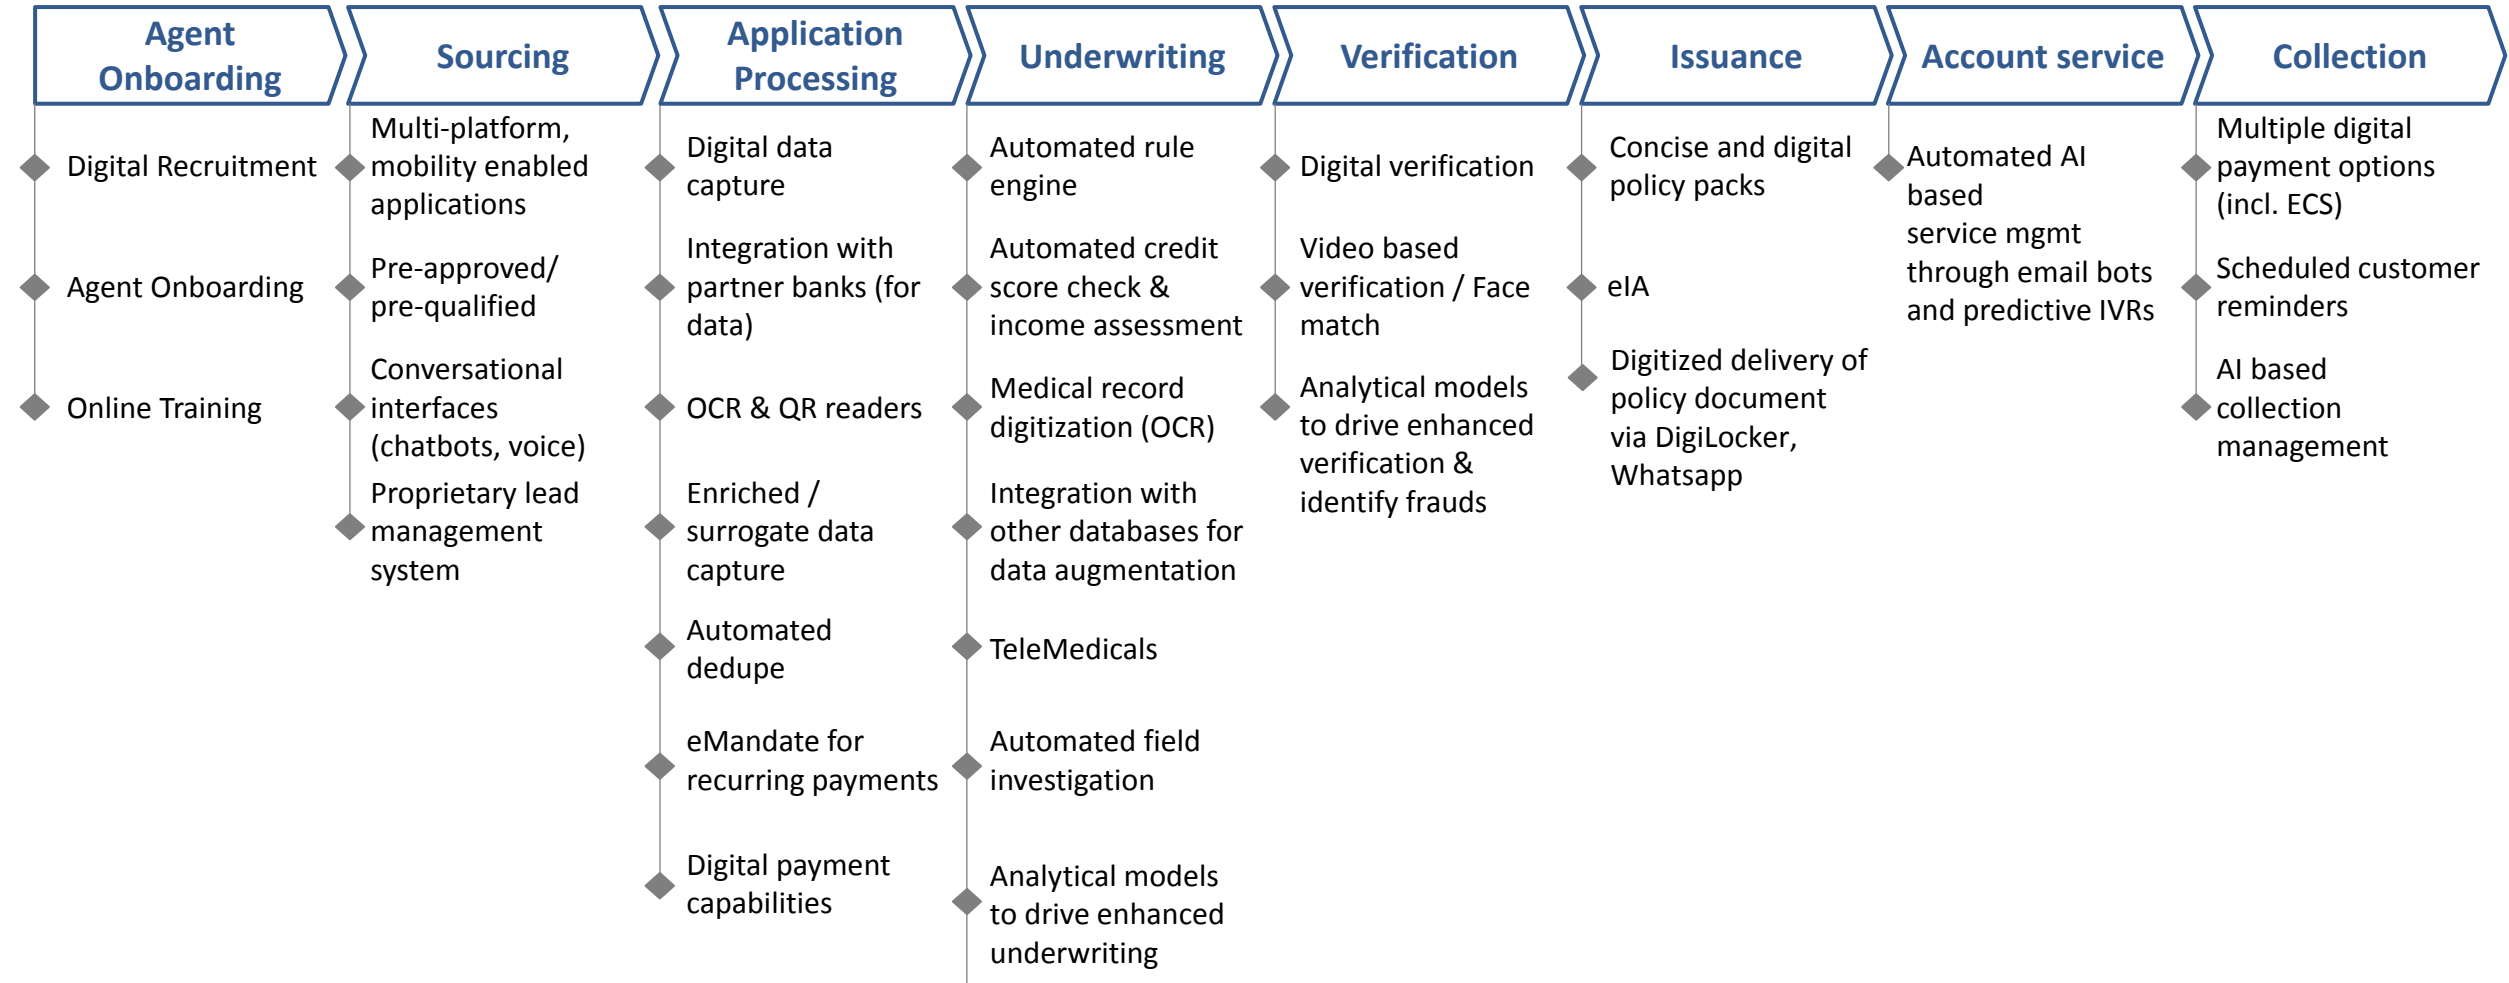 Agent
Onboarding
Sourcing
Application
Processing
Underwriting
Verification
Issuance
Account service
Collection
Digital Recruitment
Agent Onboarding
Online Training
Multi-platform,
mobility enabled
applications
Pre-approved/
pre-qualified
Conversational
interfaces
(chatbots, voice)
Proprietary lead
management
system
Digital data
capture
Integration with
partner banks (for
data)
OCR & QR readers
Enriched /
surrogate data
capture
Automated
dedupe
eMandate for
recurring payments
Digital payment
capabilities
Automated rule
engine
Automated credit
score check &
income assessment
Medical record
digitization (OCR)
Integration with
other databases for
data augmentation
TeleMedicals
Automated field
investigation
Analytical models
to drive enhanced
underwriting
Digital verification
Video based
verification / Face
match
Analytical models
to drive enhanced
verification &
identify frauds
Concise and digital
policy packs
eIA
Digitized delivery of
policy document
via DigiLocker,
Whatsapp
Automated AI
based
service mgmt
through email bots
and predictive IVRs
Multiple digital
payment options
(incl. ECS)
Scheduled customer
reminders
AI based
collection
management